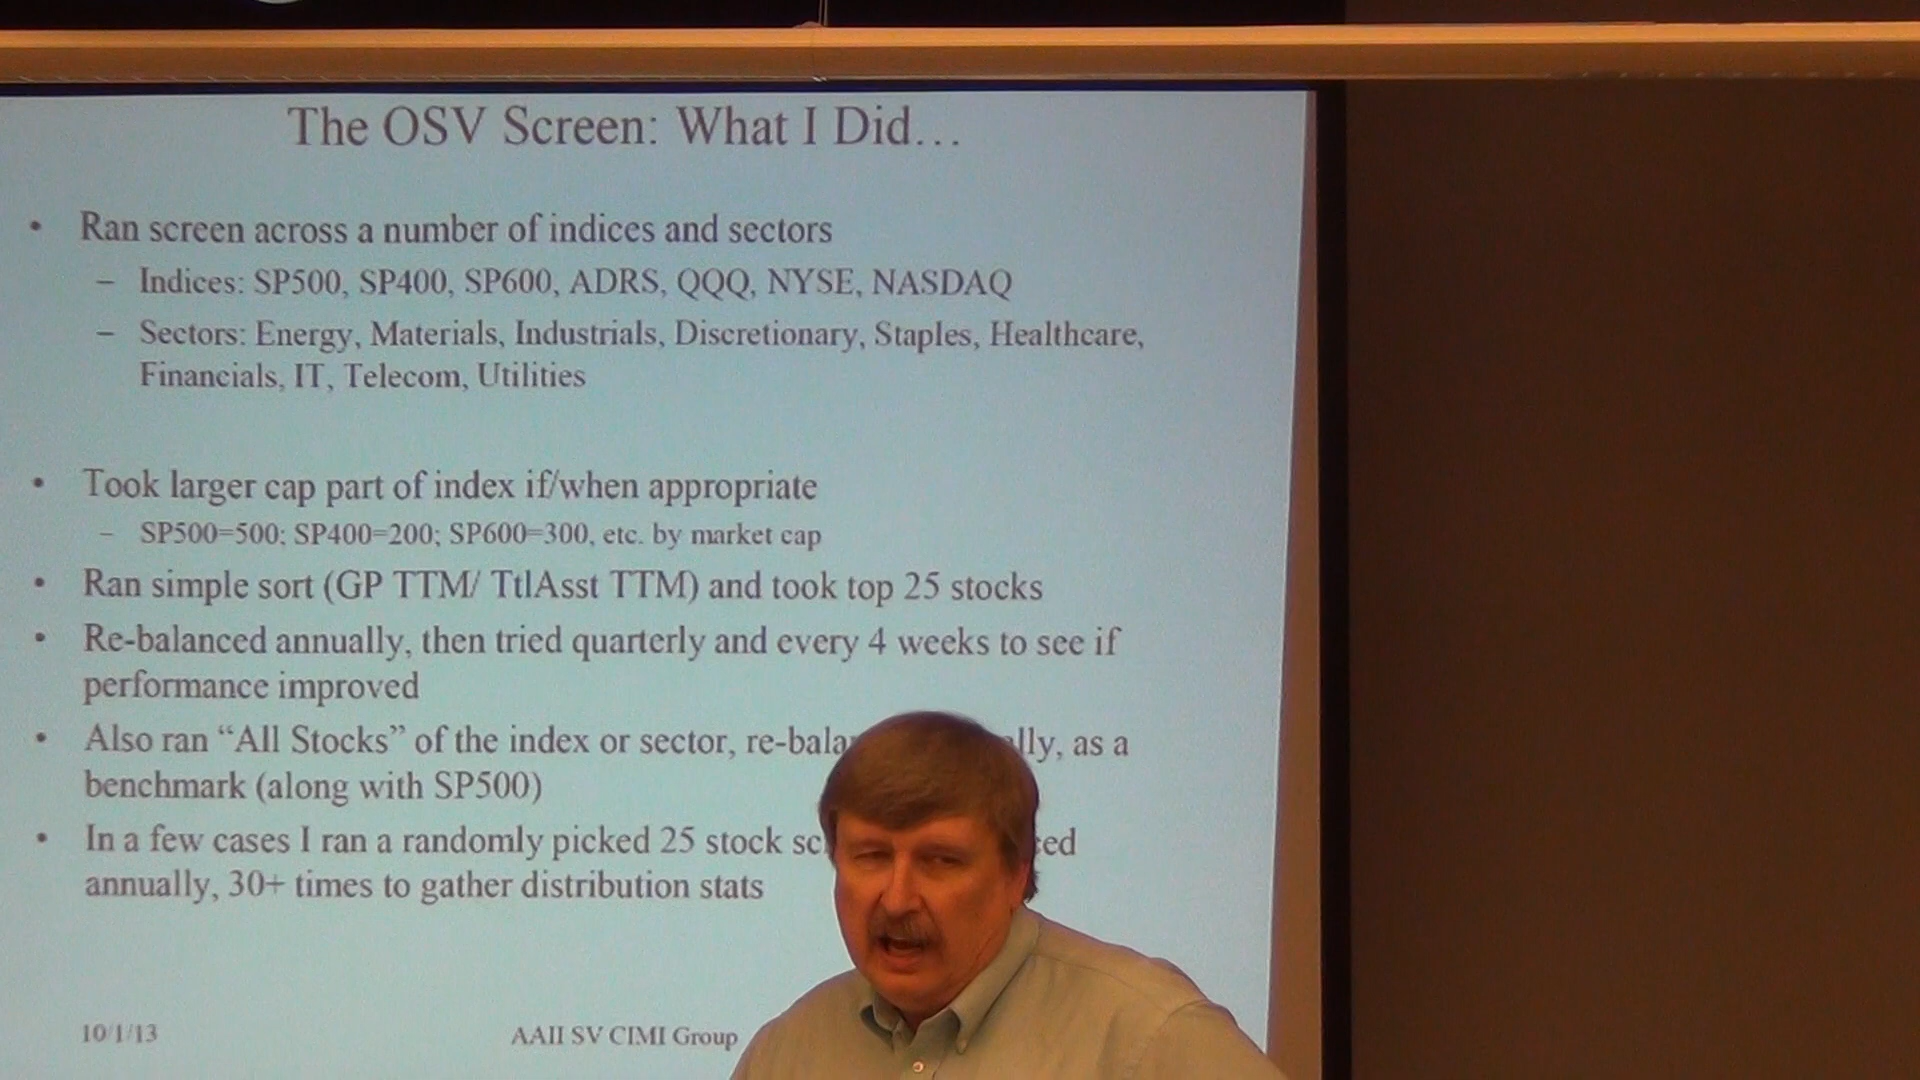 The OSV Screen: What I Did…
• Ran screen across a number of indices and sectors
– Indices: SP500, SP400, SP600, ADRS, QQQ, NYSE, NASDAQ
– Sectors: Energy, Materials, Industrials, Discretionary, Staples, Healthcare,
Financials, IT, Telecom, Utilities
• Took larger cap part of index if/when appropriate
– SP500=500; SP400=200; SP600=300, etc. by market cap
• Ran simple sort (GP TTM/ TtlAsst TTM) and took top 25 stocks
• Re-balanced annually, then tried quarterly and every 4 weeks to see if
performance improved
• Also ran “All Stocks” of the index or sector, as a
benchmark (along with SP500)
• In a few cases I ran a randomly picked 25 stock
annually, 30+ times to gather distribution stats
10/1/13
AAII SV CIMI Group